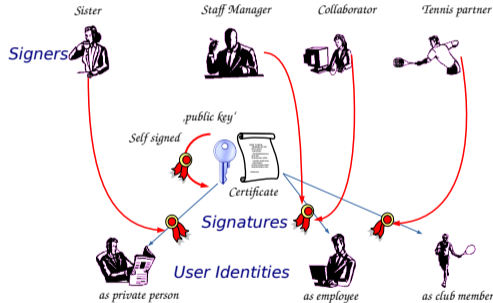 Sister
Staff Manager
Collaborator
Tennis partner
Signers
‚public key‘
Self signed
Certificate
Signatures
User Identities
as private person
as employee
as club member